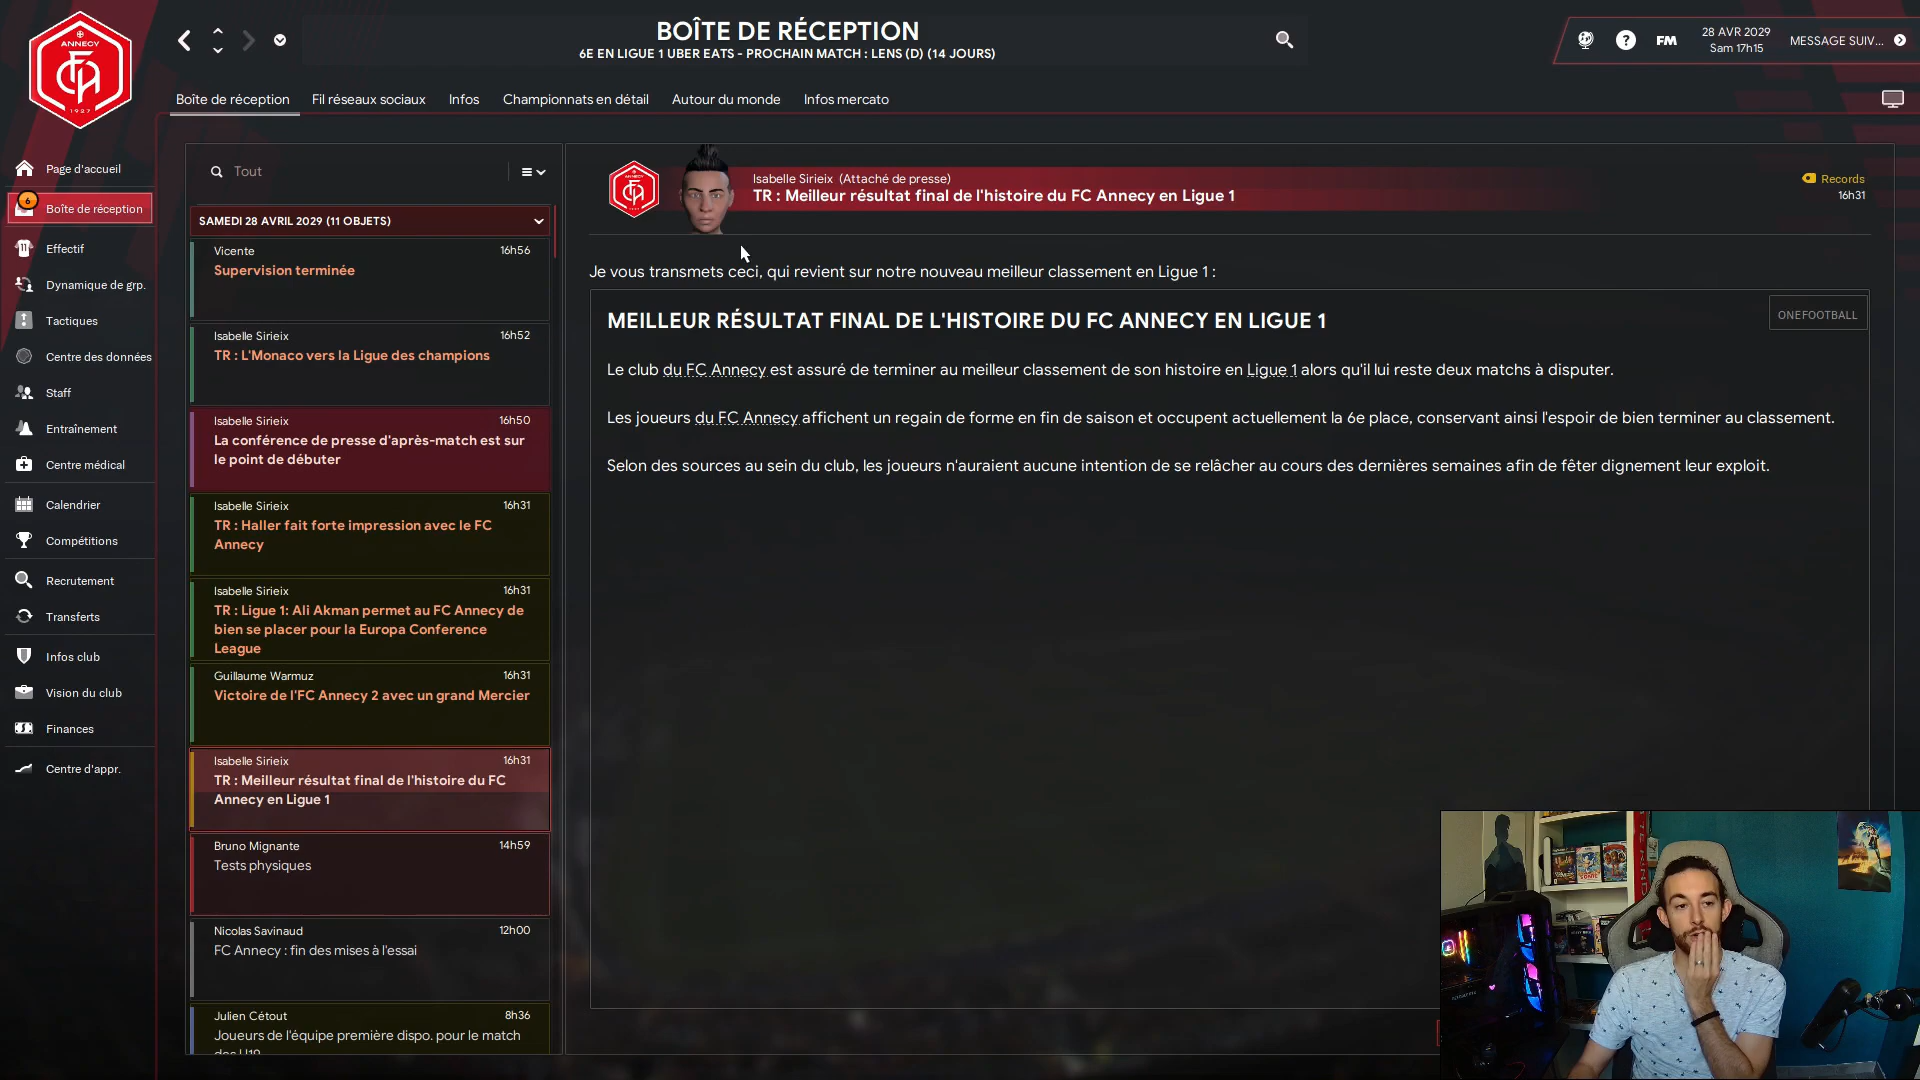 ANNECY
1927
BOÎTE DE RÉCEPTION
6E EN LIGUE 1 UBER EATS - PROCHAIN MATCH : LENS (D) (14 JOURS)
FM
28 AVR 2029
Sam 17h15
MESSAGE SUIV...
Boîte de réception
Fil réseaux sociaux
Infos
Championnats en détail
Autour du monde
Infos mercato
Page d'accueil
6
Boîte de réception
Effectif
Dynamique de grp.
Tactiques
Centre des données
Staff
Entraînement
Centre médical
Calendrier
Compétitions
Recrutement
Transferts
Infos club
Vision du club
Finances
Centre d'appr.
Tout
SAMEDI 28 AVRIL 2029 (11 OBJETS)
Vicente 16h56
Supervision terminée
Isabelle Sirieix 16h52
TR : L'Monaco vers la Ligue des champions
Isabelle Sirieix 16h50
La conférence de presse d'après-match est sur
le point de débuter
Isabelle Sirieix 16h31
TR : Haller fait forte impression avec le FC
Annecy
Isabelle Sirieix 16h31
TR : Ligue 1: Ali Akman permet au FC Annecy de
bien se placer pour la Europa Conference
League
Guillaume Warmuz 16h31
Victoire de l'FC Annecy 2 avec un grand Mercier
Isabelle Sirieix 16h31
TR : Meilleur résultat final de l'histoire du FC
Annecy en Ligue 1
Bruno Mignante 14h59
Tests physiques
Nicolas Savinaud 12h00
FC Annecy : fin des mises à l'essai
Julien Cétout 8h36
Joueurs de l'équipe première dispo. pour le match
des U19
Isabelle Sirieix (Attaché de presse)
TR : Meilleur résultat final de l'histoire du FC Annecy en Ligue 1
Records
16h31
Je vous transmets ceci, qui revient sur notre nouveau meilleur classement en Ligue 1 :
MEILLEUR RÉSULTAT FINAL DE L'HISTOIRE DU FC ANNECY EN LIGUE 1
ONEFOOTBALL
Le club du FC Annecy est assuré de terminer au meilleur classement de son histoire en Ligue 1 alors qu'il lui reste deux matchs à disputer.
Les joueurs du FC Annecy affichent un regain de forme en fin de saison et occupent actuellement la 6e place, conservant ainsi l'espoir de bien terminer au classement.
Selon des sources au sein du club, les joueurs n'auraient aucune intention de se relâcher au cours des dernières semaines afin de fêter dignement leur exploit.